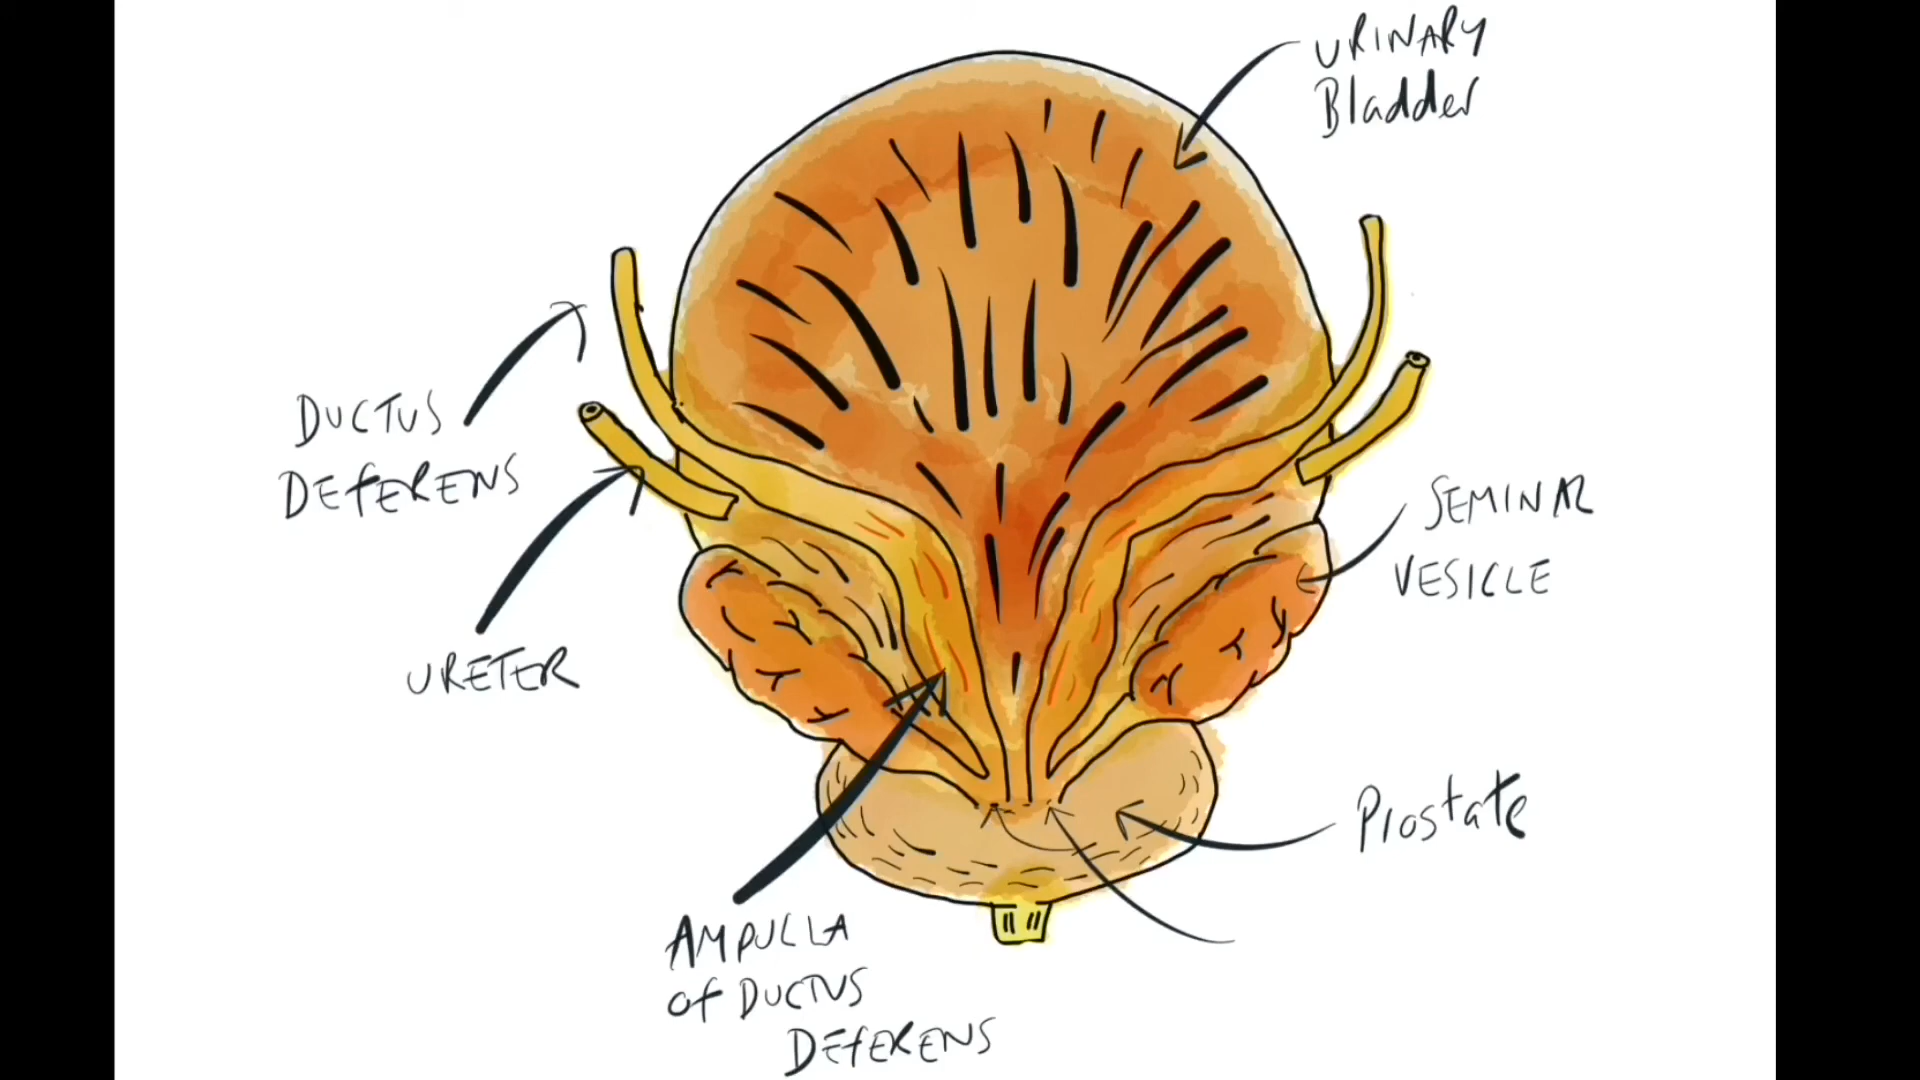 URINARY
Bladder
DUCTUS
DEFERENS
URETER
SEMINAL
VESICLE
Prostate
AMPULLA
OF DUCTUS
DEFERENS